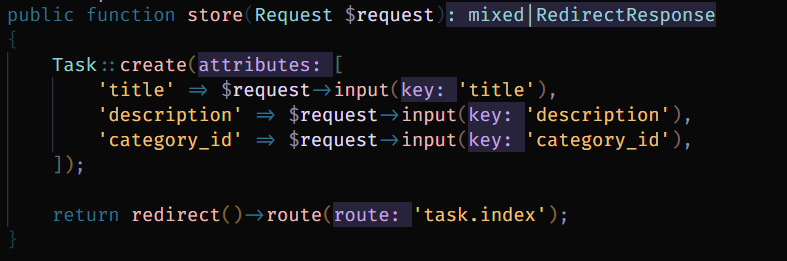 public function store(Request $request): mixed|RedirectResponse
{
    Task::create(attributes: [
        'title' => $request->input(key: 'title'),
        'description' => $request->input(key: 'description'),
        'category_id' => $request->input(key: 'category_id'),
    ]);
    return redirect()->route(route: 'task.index');
}